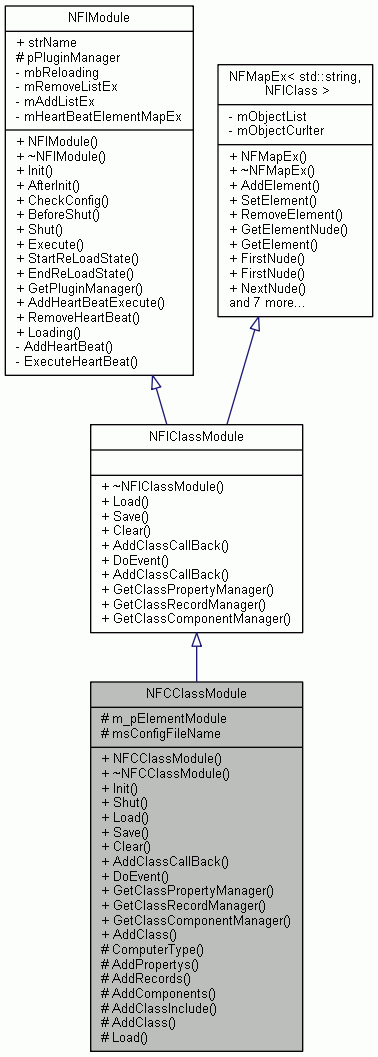 NFIModule
+ strName
# pPluginManager
- mbReloading
- mRemoveListEx
- mAddListEx
- mHeartBeatElementMapEx
+ NFIModule()
+ ~NFIModule()
+ Init()
+ AfterInit()
+ CheckConfig()
+ BeforeShut()
+ Shut()
+ Execute()
+ StartReLoadState()
+ EndReLoadState()
+ GetPluginManager()
+ AddHeartBeatExecute()
+ RemoveHeartBeat()
+ Loading()
- AddHeartBeat()
- ExecuteHeartBeat()
NFMapEx< std::string,
NFIClass >
- mObjectList
- mObjectCurIter
+ NFMapEx()
+ ~NFMapEx()
+ AddElement()
+ SetElement()
+ RemoveElement()
+ GetElementNude()
+ GetElement()
+ FirstNude()
+ FirstNude()
+ NextNude()
and 7 more...
NFIClassModule
+ ~NFIClassModule()
+ Load()
+ Save()
+ Clear()
+ AddClassCallBack()
+ DoEvent()
+ AddClassCallBack()
+ GetClassPropertyManager()
+ GetClassRecordManager()
+ GetClassComponentManager()
NFCClassModule
# m_pElementModule
# msConfigFileName
+ NFCClassModule()
+ ~NFCClassModule()
+ Init()
+ Shut()
+ Load()
+ Save()
+ Clear()
+ AddClassCallBack()
+ DoEvent()
+ GetClassPropertyManager()
+ GetClassRecordManager()
+ GetClassComponentManager()
+ AddClass()
# ComputerType()
# AddPropertys()
# AddRecords()
# AddComponents()
# AddClassInclude()
# AddClass()
# Load()